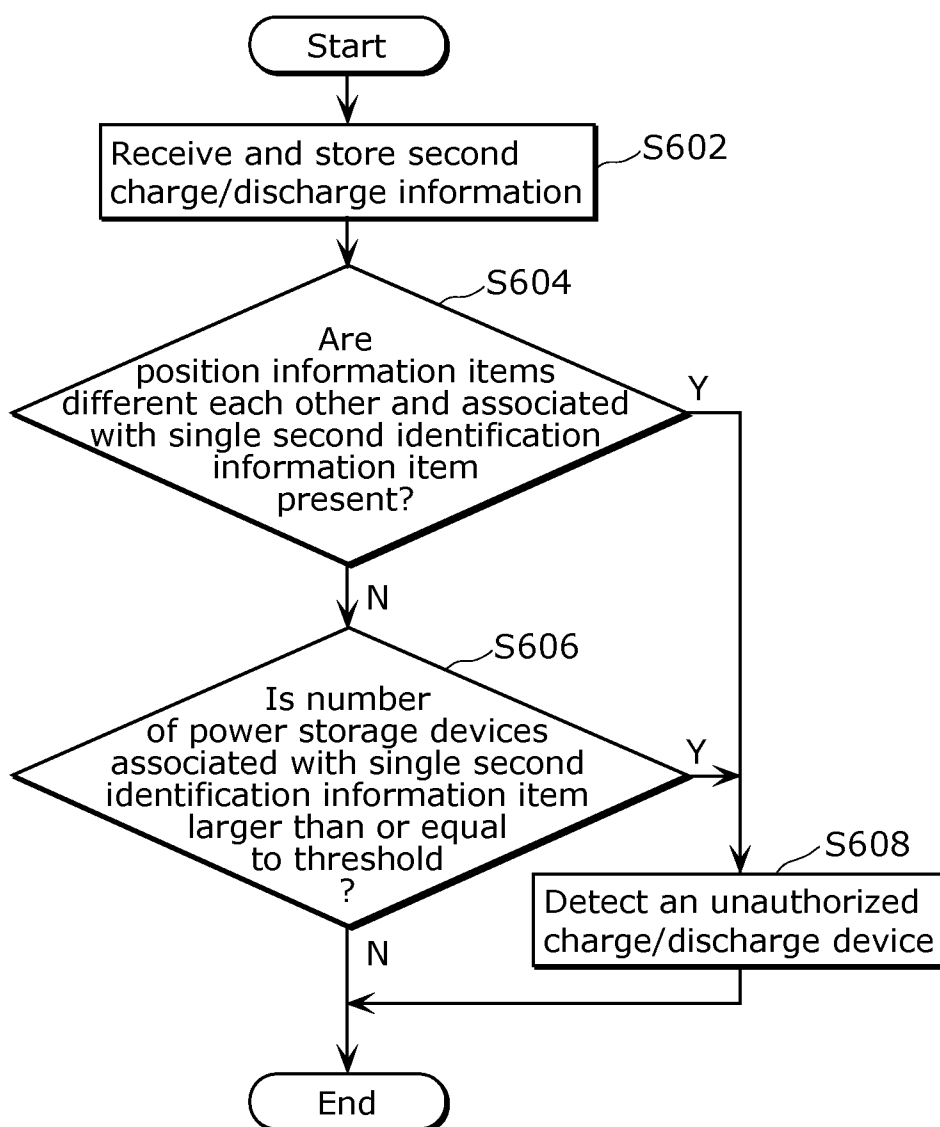 Start
Receive and store second
charge/discharge information
S602
S604
Are
position information items
different each other and associated
with single second identification
information item
present?
Y
N
S606
Is number
of power storage devices
associated with single second
identification information item
larger than or equal
to threshold
?
Y
N
S608
Detect an unauthorized
charge/discharge device
End